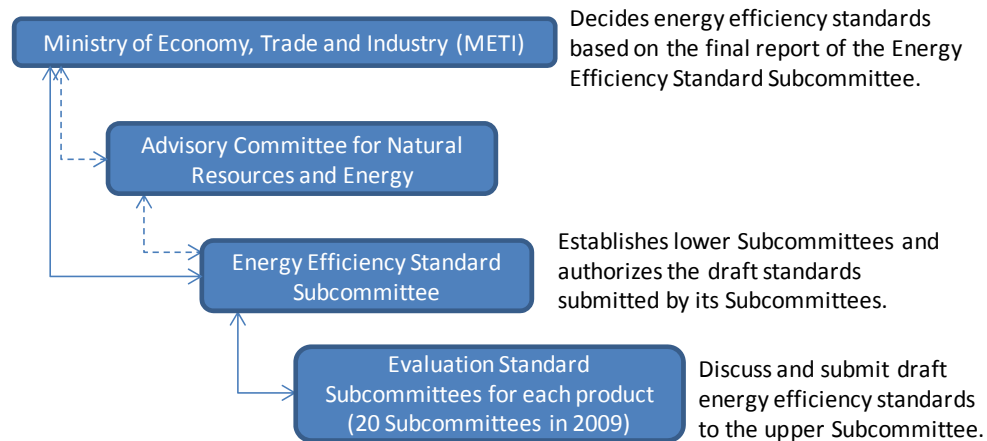 Ministry of Economy, Trade and Industry (METI)
Decides energy efficiency standards
based on the final report of the Energy
Efficiency Standard Subcommittee.
Advisory Committee for Natural
Resources and Energy
Energy Efficiency Standard
Subcommittee
Establishes lower Subcommittees and
authorizes the draft standards
submitted by its Subcommittees.
Evaluation Standard
Subcommittees for each product
(20 Subcommittees in 2009)
Discuss and submit draft
energy efficiency standards
to the upper Subcommittee.